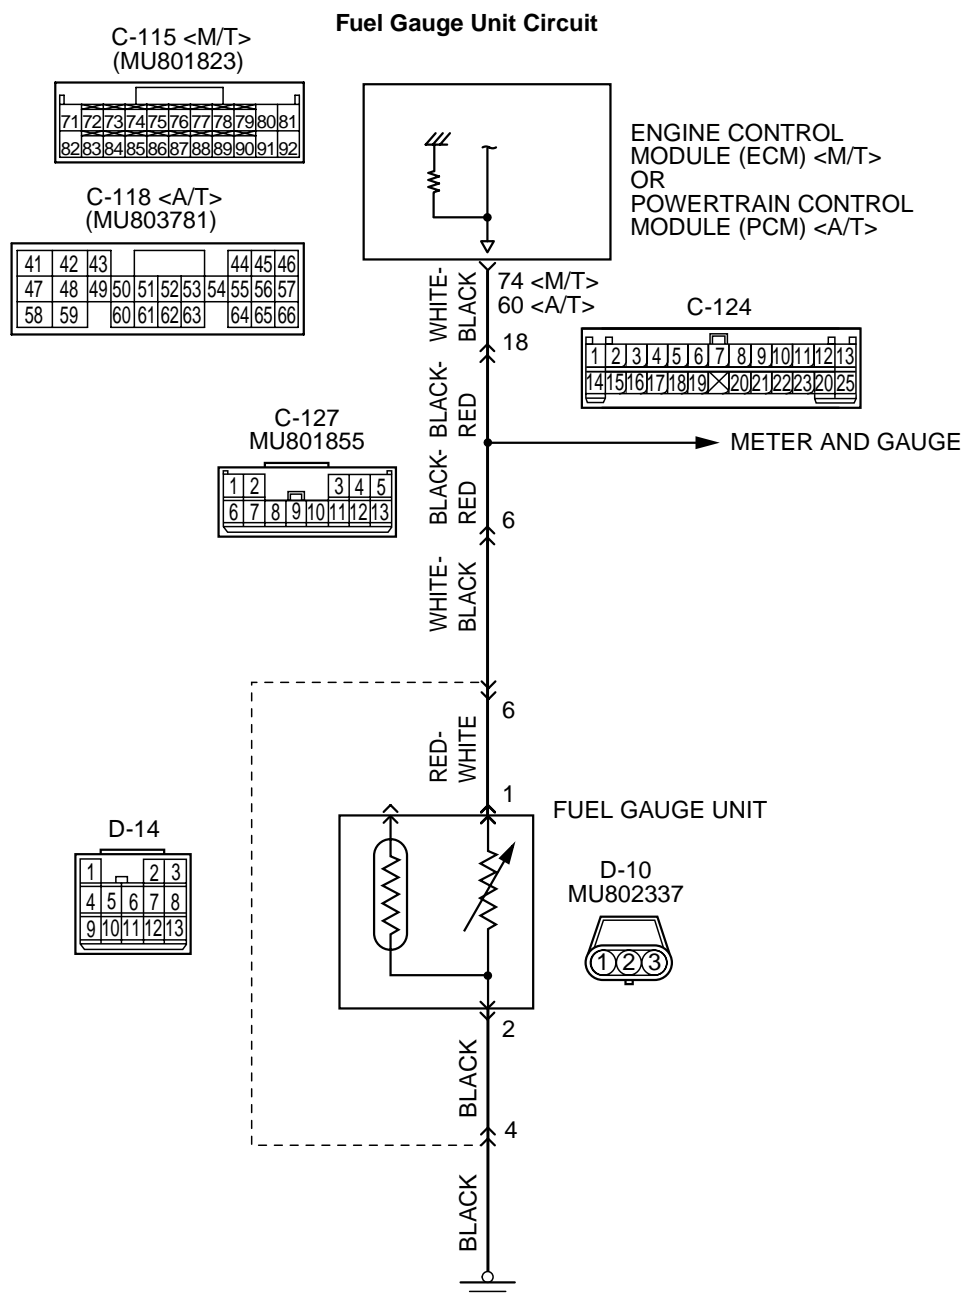 Fuel Gauge Unit Circuit
C-115 <M/T>
(MU801823)
71 72 73 74 75 76 77 78 79 80 81
82 83 84 85 86 87 88 89 90 91 92
C-118 <A/T>
(MU803781)
41 42 43 44 45 46
47 48 49 50 51 52 53 54 55 56 57
58 59 60 61 62 63 64 65 66
ENGINE CONTROL
MODULE (ECM) <M/T>
OR
POWERTRAIN CONTROL
MODULE (PCM) <A/T>
WHITE-
BLACK
74 <M/T>
60 <A/T>
18
C-124
1 2 3 4 5 6 7 8 9 10 11 12 13
14 15 16 17 18 19 20 21 22 23 20 25
BLACK-
RED
METER AND GAUGE
C-127
MU801855
1 2 3 4 5
6 7 8 9 10 11 12 13
BLACK-
RED
6
WHITE-
BLACK
6
RED-
WHITE
1
FUEL GAUGE UNIT
D-14
1 2 3
4 5 6 7 8
9 10 11 12 13
D-10
MU802337
1 2 3
2
BLACK
4
BLACK